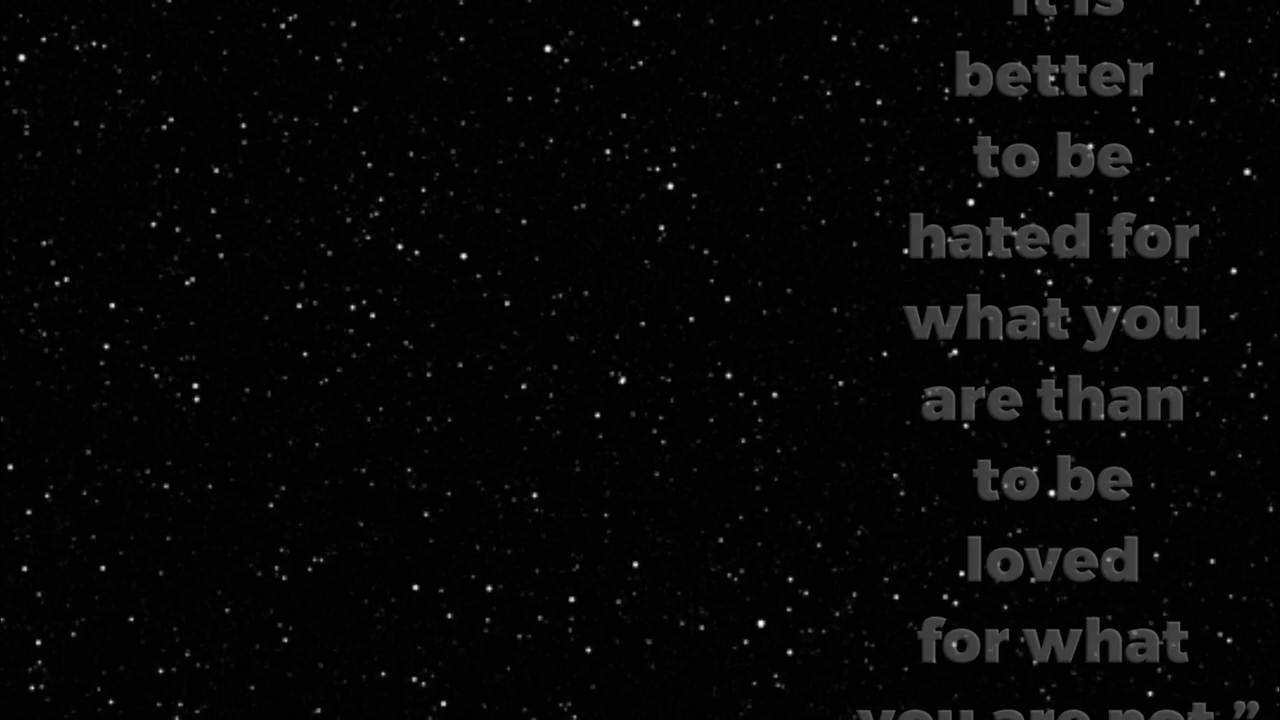 it is
better
to be
hated for
what you
are than
to be
loved
for what
you are not.”